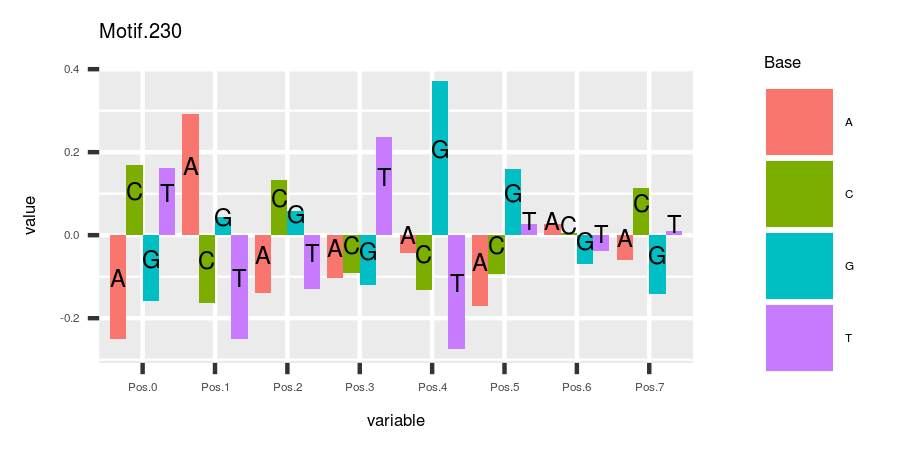 Motif.230
value
0.4
0.2
0.0
-0.2
A C G T A C G T A C G T A C G T A C G T A C G T A C G T A C G T
Pos.0 Pos.1 Pos.2 Pos.3 Pos.4 Pos.5 Pos.6 Pos.7
variable
Base
A
C
G
T